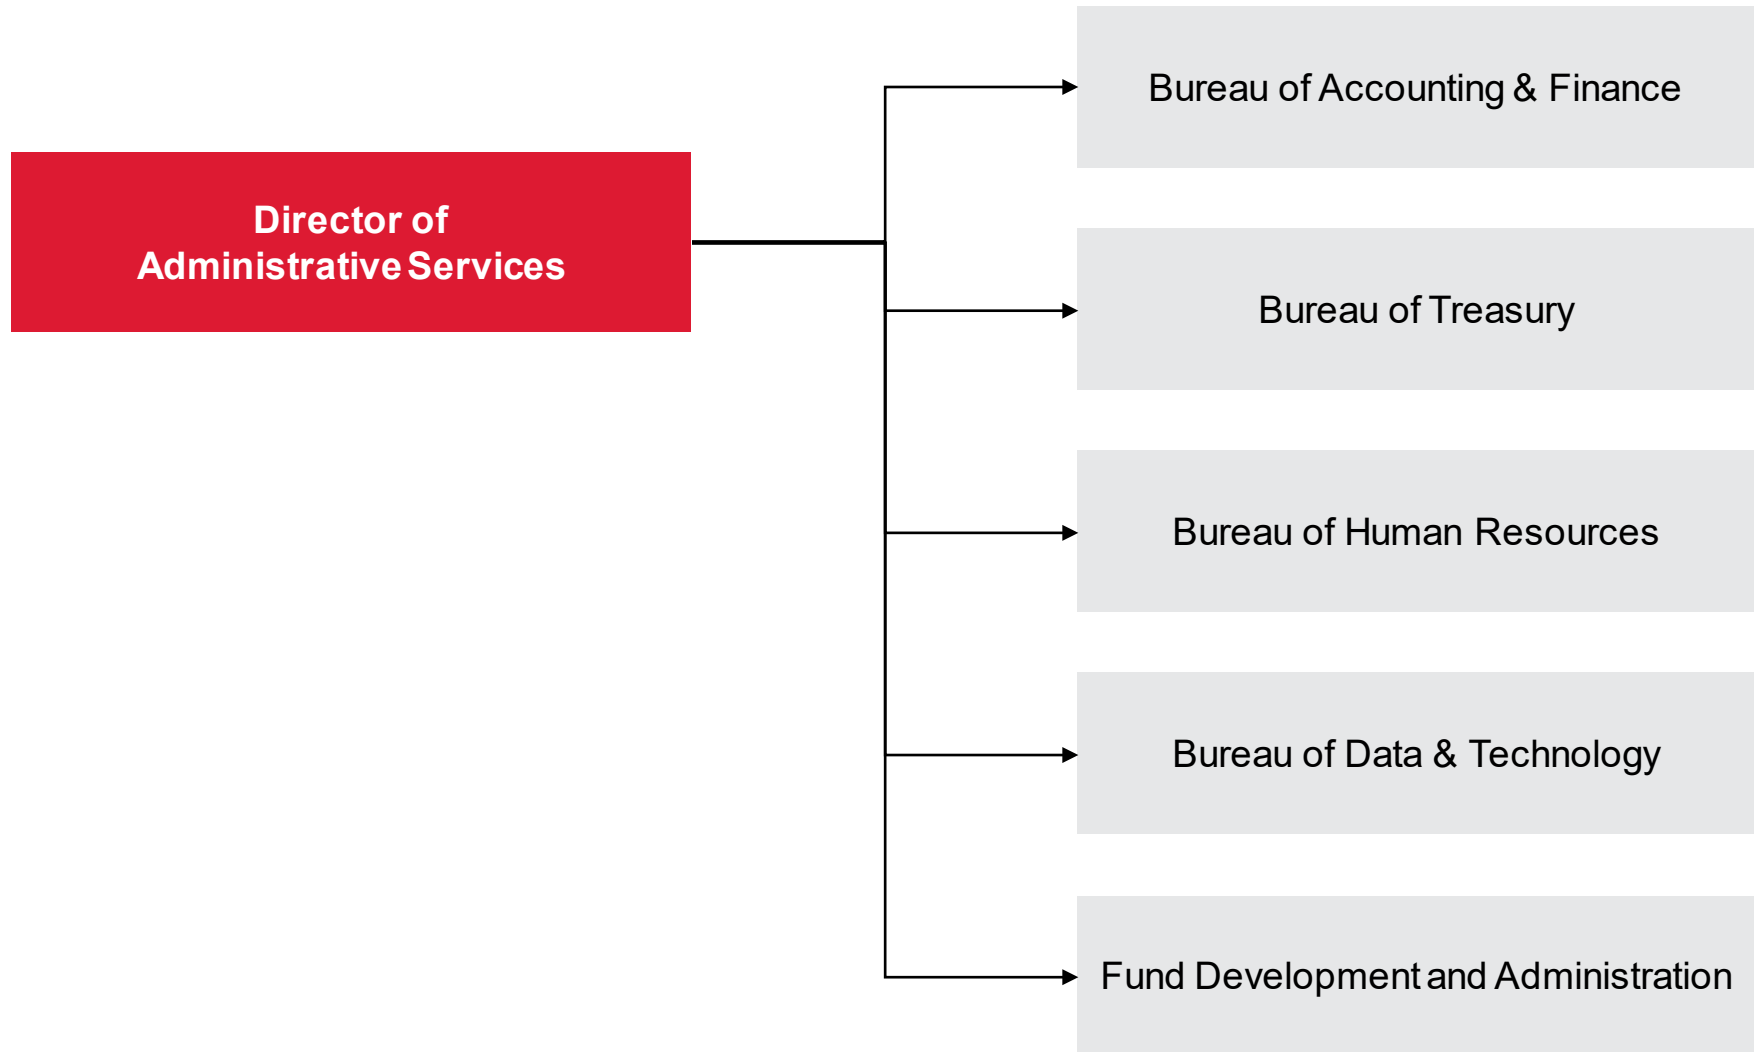 Director of
Administrative Services
Bureau of Accounting & Finance
Bureau of Treasury
Bureau of Human Resources
Bureau of Data & Technology
Fund Development and Administration